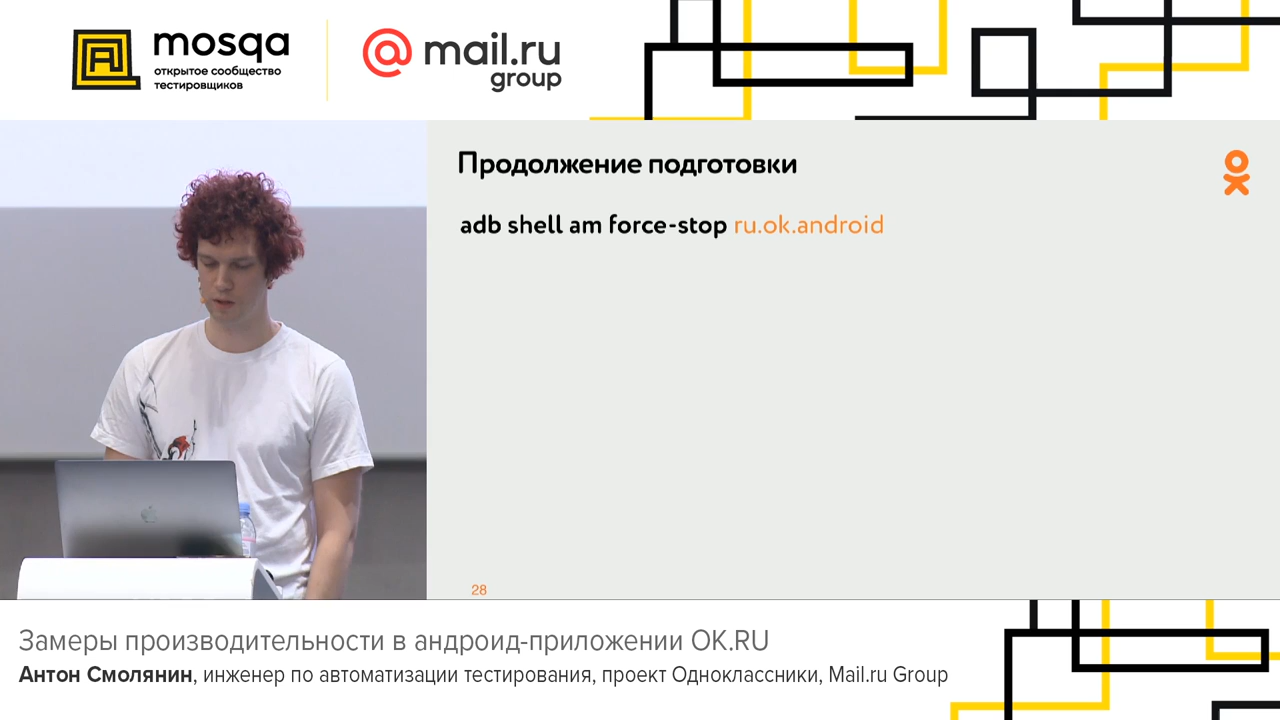 mosqa
открытое сообщество
тестировщиков
@mail.ru
group
Продолжение подготовки
adb shell am force-stop ru.ok.android
28
Замеры производительности в андроид-приложении OK.RU
Антон Смолянин, инженер по автоматизации тестирования, проект Одноклассники, Mail.ru Group